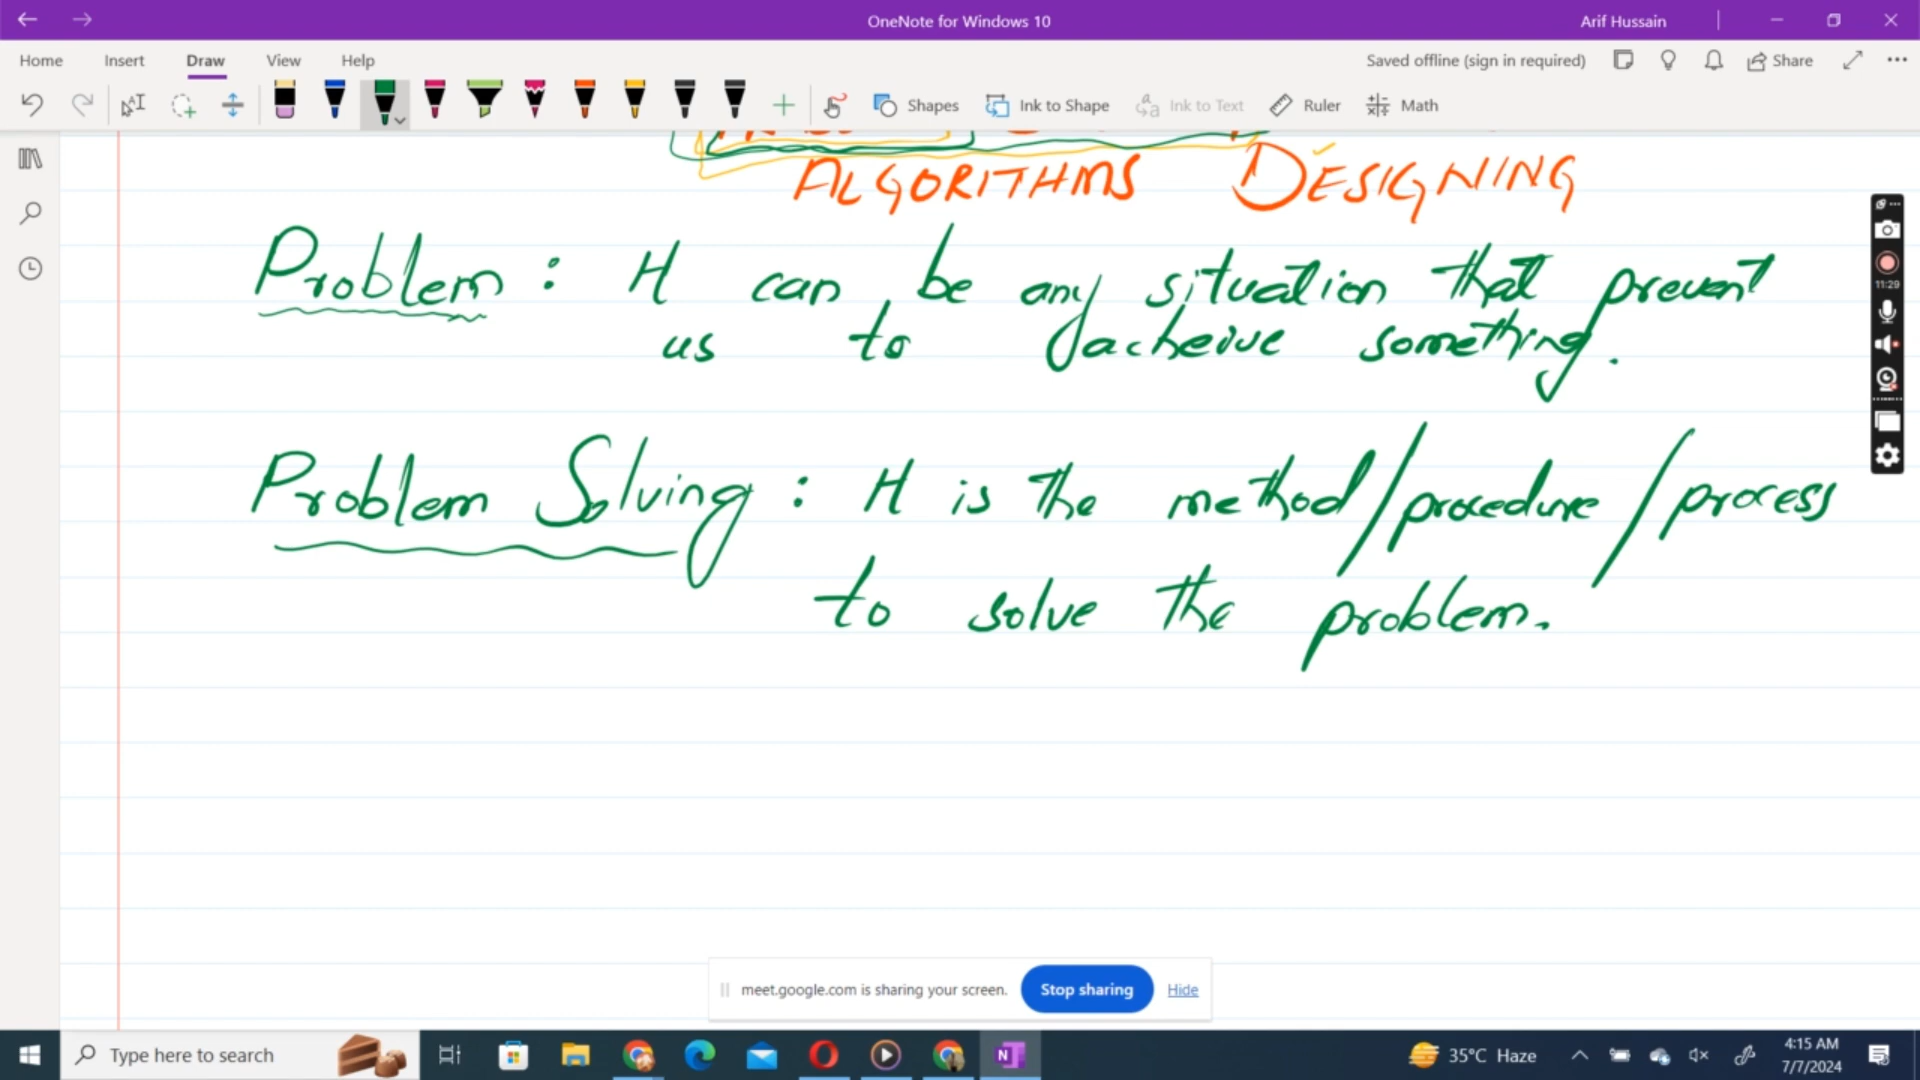 OneNote for Windows 10
Arif Hussain
Home Insert Draw View Help
Saved offline (sign in required)
Share
Shapes
Ink to Shape
Ink to Text
Ruler
Math
ALGORITHMS DESIGNING
Problem : It can be any situation that prevent
us to acheive something.
Problem Solving : It is the method/procedure/process
to solve the problem.
11:29
meet.google.com is sharing your screen.
Stop sharing
Hide
Type here to search
35°C Haze
4:15 AM
7/7/2024